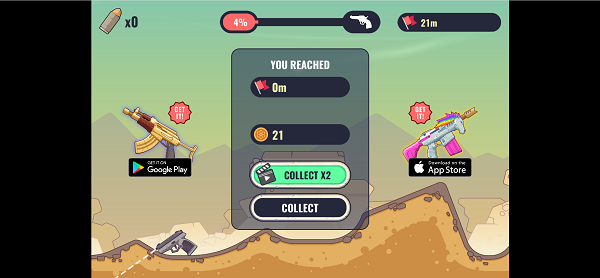 x0
4%
21m
YOU REACHED
0m
GET IT!
GET IT!
21
GET IT ON
Google Play
Download on the
App Store
COLLECT X2
COLLECT